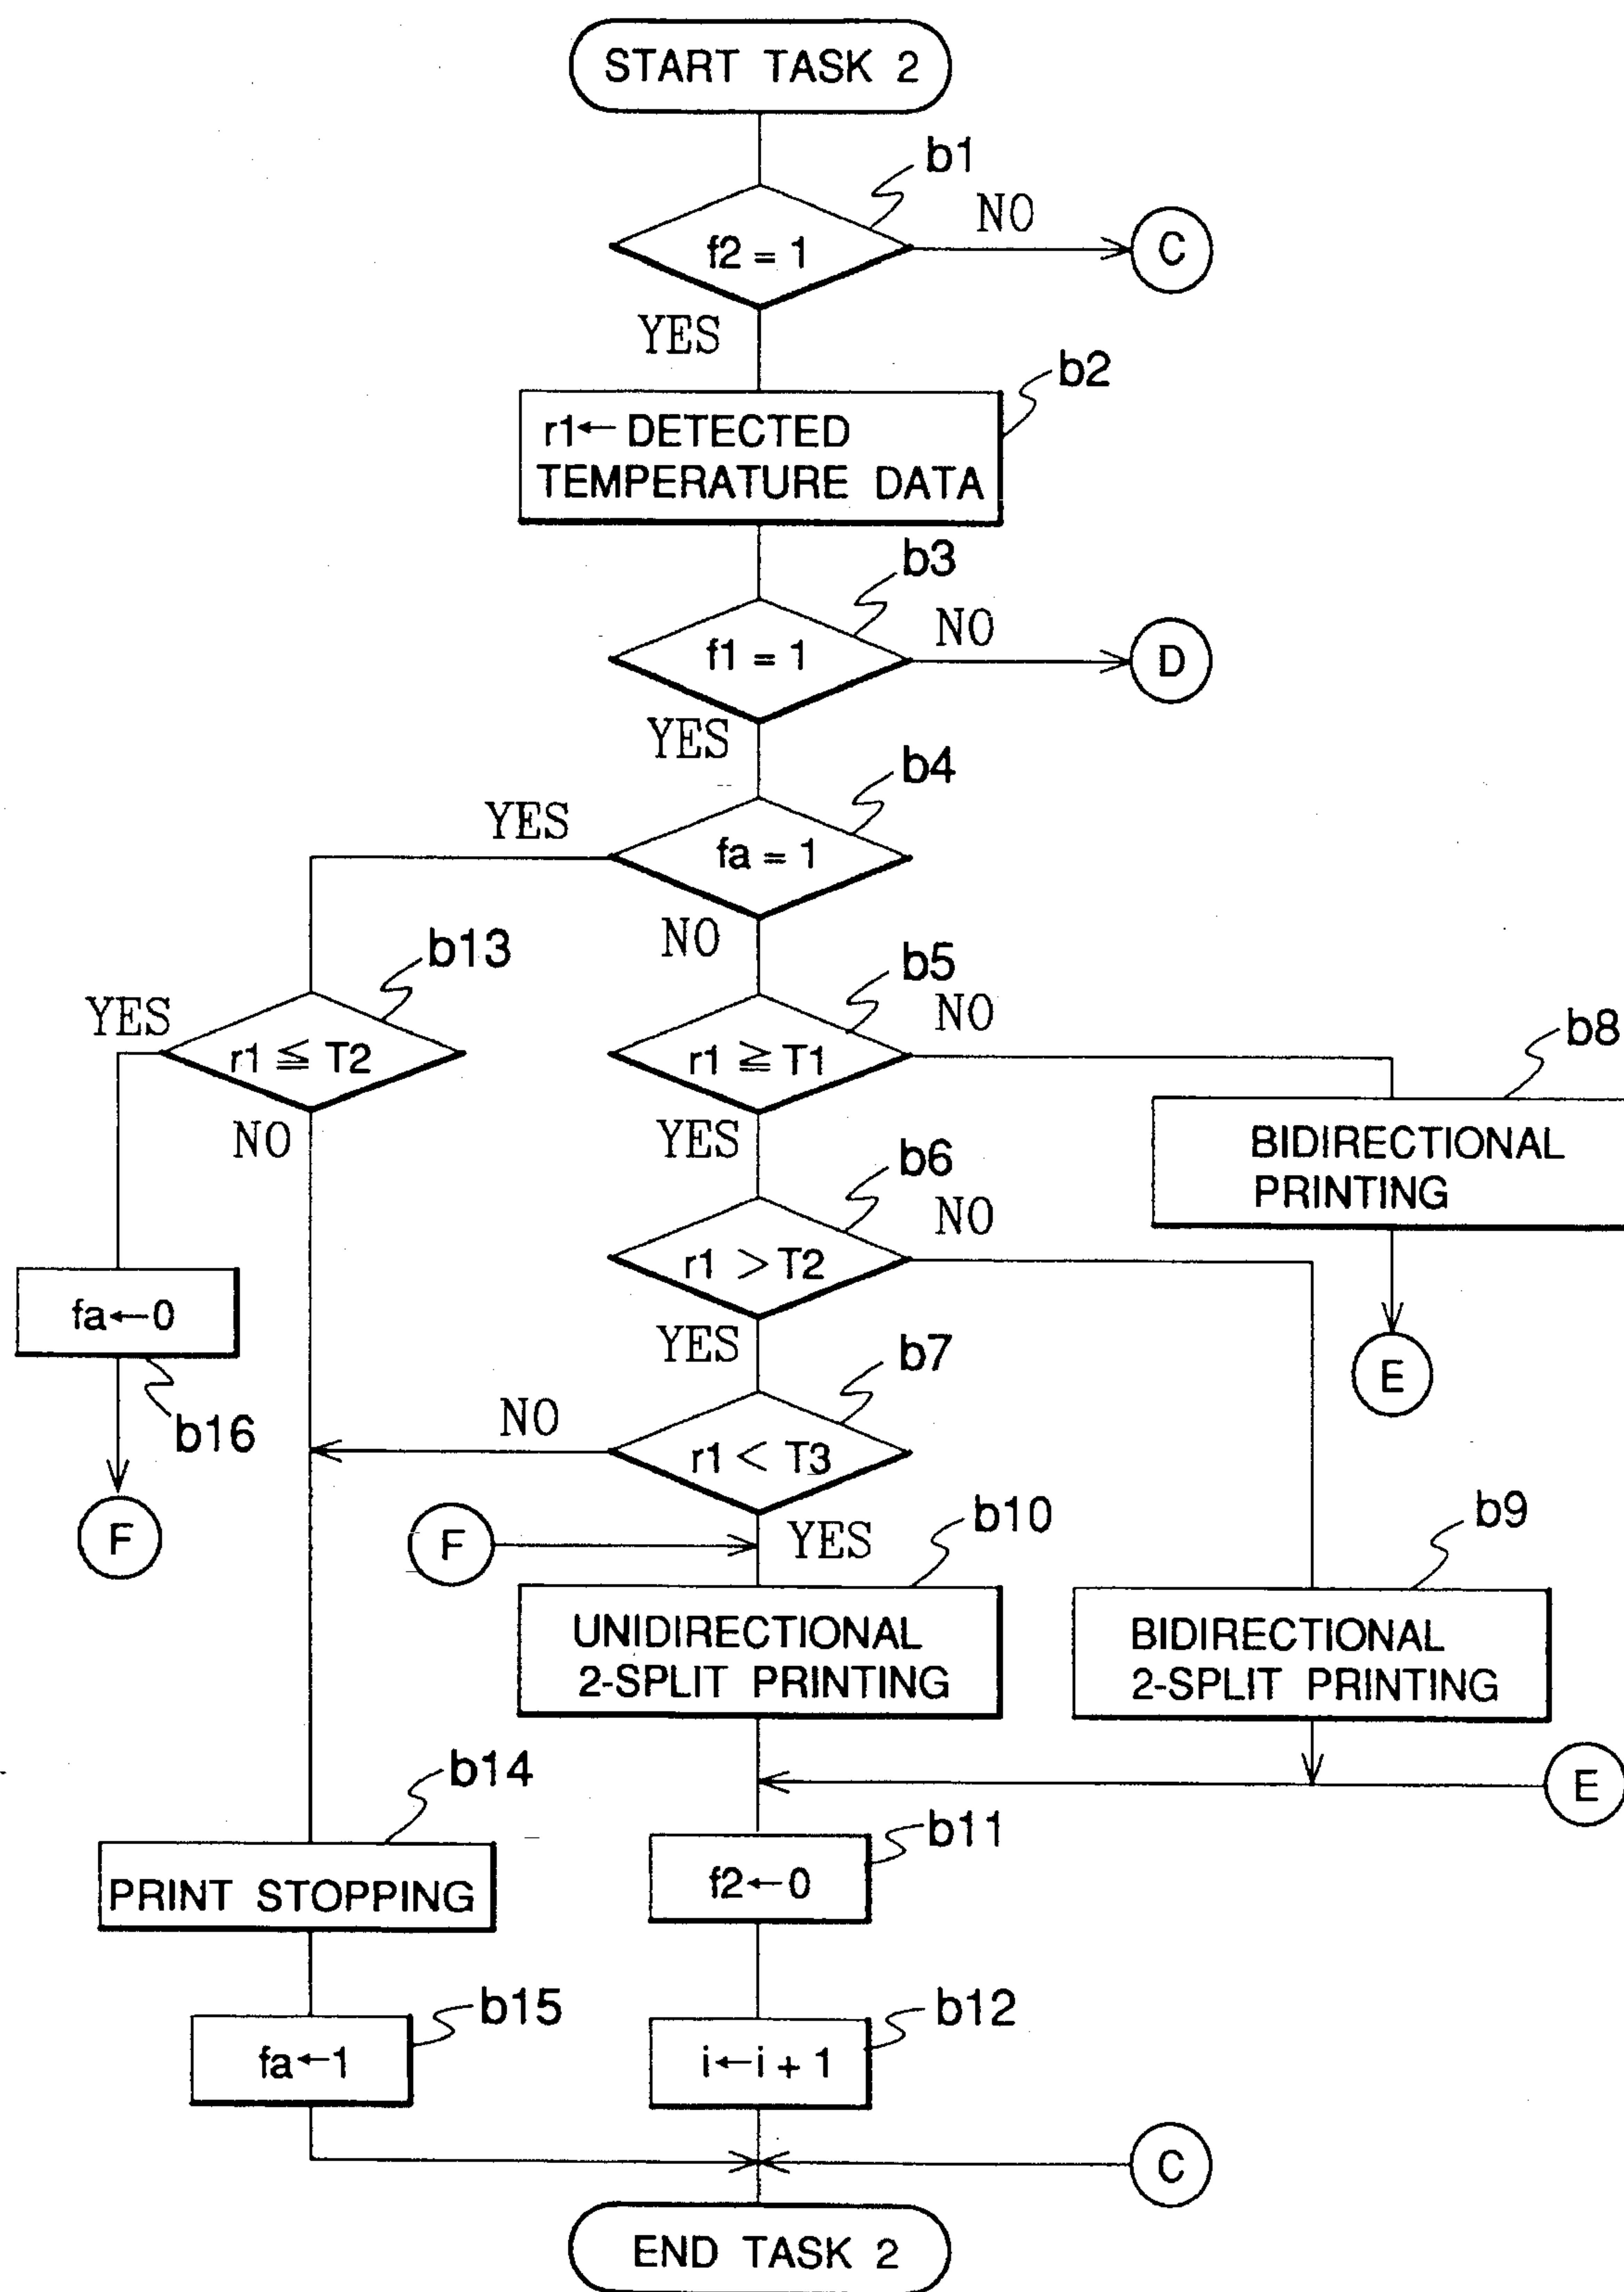 START TASK 2
b1
NO
f2 = 1
C
YES
b2
r1← DETECTED
TEMPERATURE DATA
b3
NO
f1 = 1
D
YES
b4
YES
fa = 1
NO
b13
b5
YES
NO
r1 ≦ T2
r1 ≧ T1
b8
NO
YES
BIDIRECTIONAL
PRINTING
b6
NO
r1 > T2
fa←0
YES
b7
E
b16
NO
r1 < T3
F
F
YES
b10
b9
UNIDIRECTIONAL
2-SPLIT PRINTING
BIDIRECTIONAL
2-SPLIT PRINTING
b14
E
b11
PRINT STOPPING
f2←0
b15
b12
fa←1
i←i + 1
C
END TASK 2